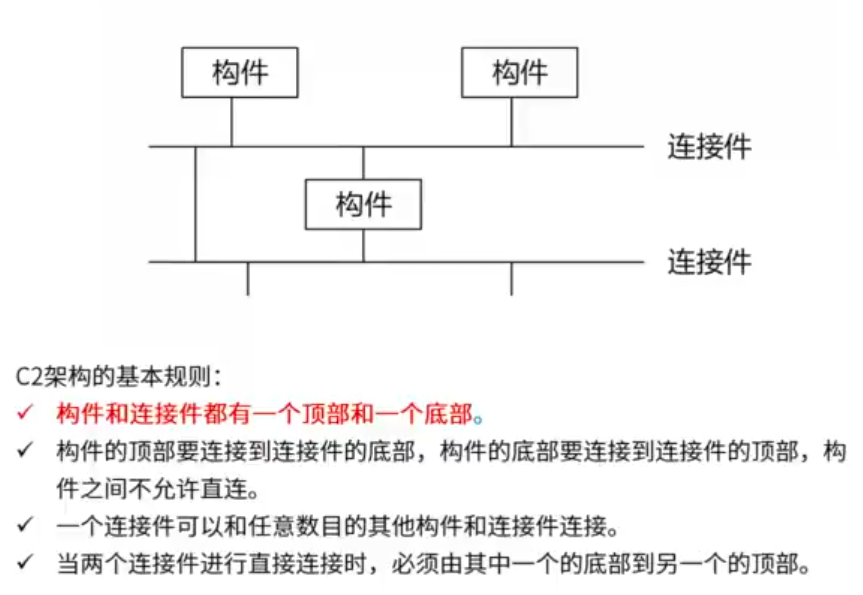 构件
构件
连接件
构件
连接件
C2架构的基本规则：
✓ 构件和连接件都有一个顶部和一个底部。
✓ 构件的顶部要连接到连接件的底部，构件的底部要连接到连接件的顶部，构
件之间不允许直连。
✓ 一个连接件可以和任意数目的其他构件和连接件连接。
✓ 当两个连接件进行直接连接时，必须由其中一个的底部到另一个的顶部。